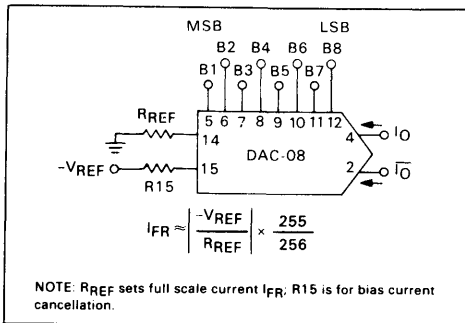 MSB LSB
B2 B4 B6 B8
B1 B3 B5 B7
RREF
5 6 7 8 9 10 11 12
14
4 IO
DAC-08
-VREF
15
2 I̅O̅
R15
IFR ≈ | -VREF / RREF | × 255 / 256
NOTE: RREF sets full scale current IFR; R15 is for bias current
cancellation.